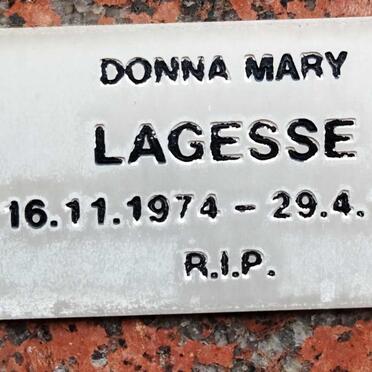 DONNA MARY
LAGESSE
16.11.1974 - 29.4.
R.I.P.